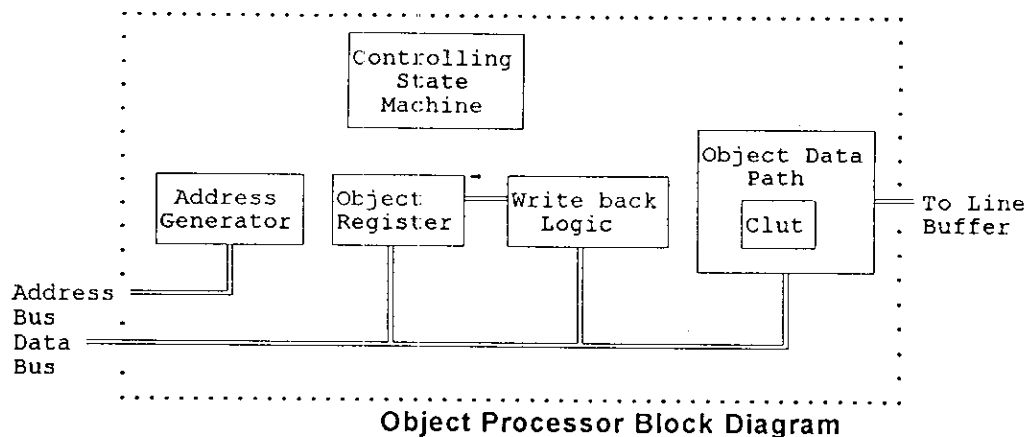 Controlling
State
Machine
Object Data
Path
Clut
Address
Generator
Object
Register
Write back
Logic
To Line
Buffer
Address
Bus
Data
Bus
Object Processor Block Diagram